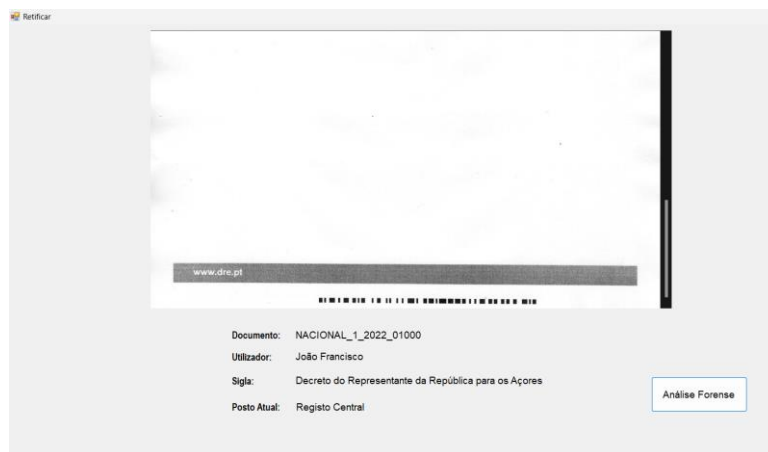 Retificar
www.dre.pt
Documento: NACIONAL_1_2022_01000
Utilizador: João Francisco
Sigla: Decreto do Representante da República para os Açores
Posto Atual: Registo Central
Análise Forense